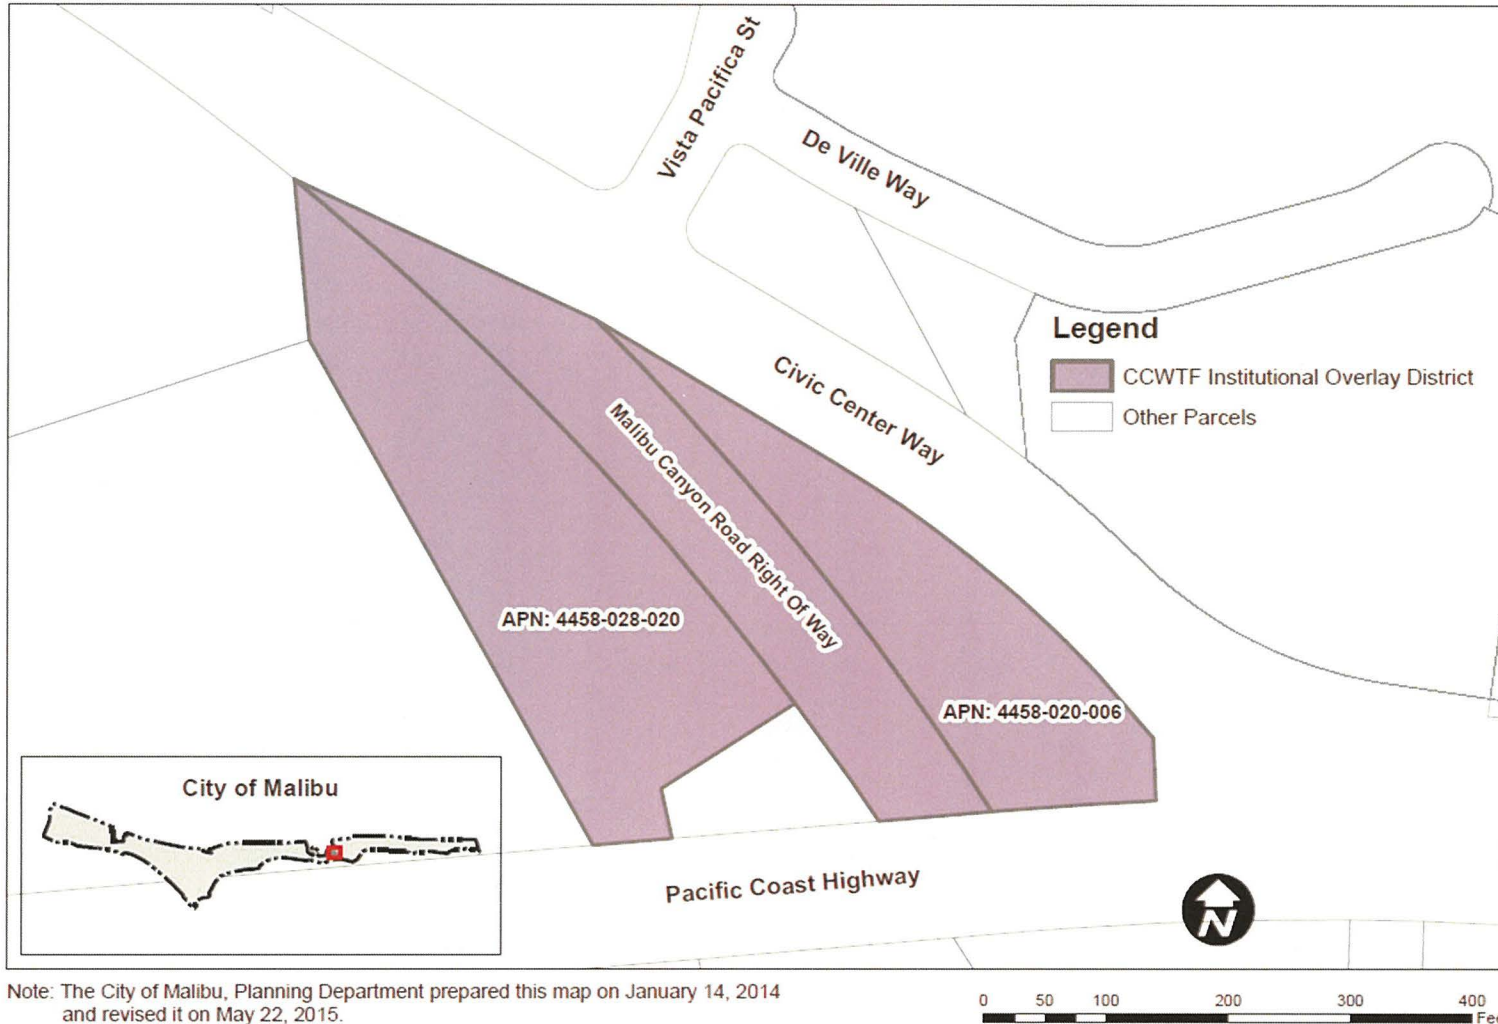 Vista Pacifica St
De Ville Way
Legend
CCWTF Institutional Overlay District
Other Parcels
Civic Center Way
Malibu Canyon Road Right Of Way
APN: 4458-028-020
APN: 4458-020-006
City of Malibu
Pacific Coast Highway
N
Note: The City of Malibu, Planning Department prepared this map on January 14, 2014
and revised it on May 22, 2015.
0 50 100 200 300 400
Fee